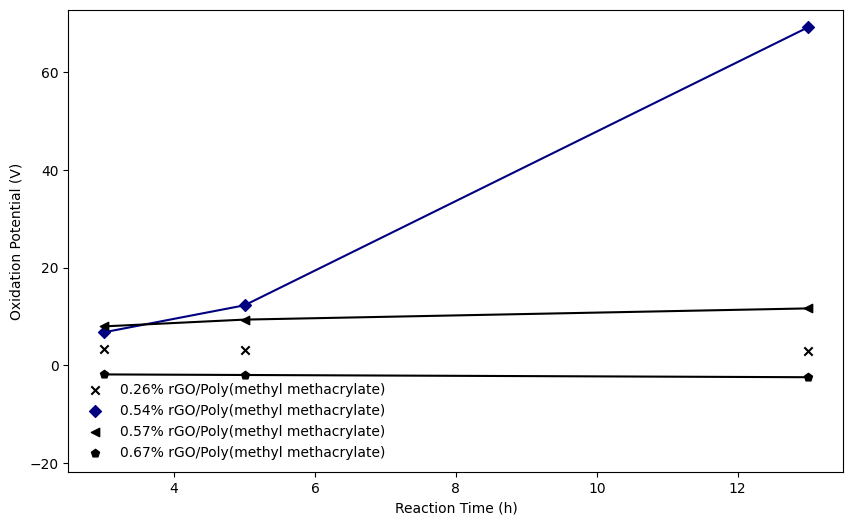 60
40
20
0
−20
4
6
8
10
12
Oxidation Potential (V)
Reaction Time (h)
0.26% rGO/Poly(methyl methacrylate)
0.54% rGO/Poly(methyl methacrylate)
0.57% rGO/Poly(methyl methacrylate)
0.67% rGO/Poly(methyl methacrylate)